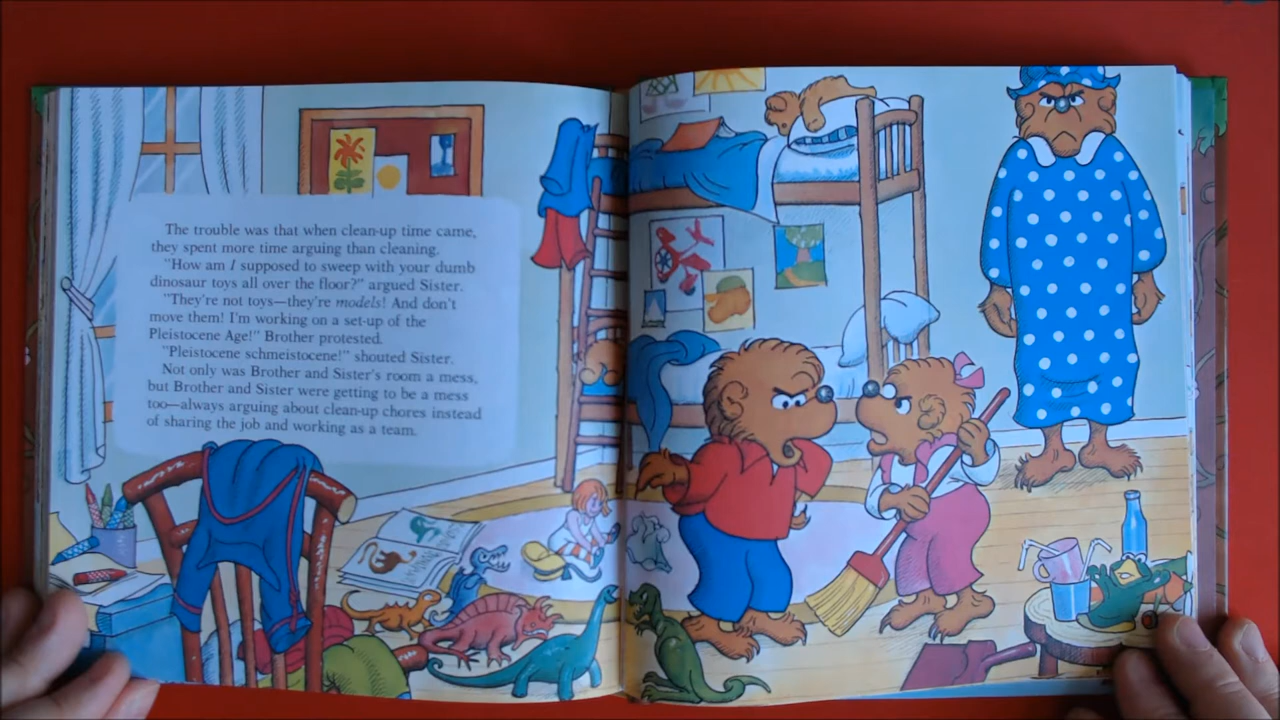 The trouble was that when clean-up time came,
they spent more time arguing than cleaning.
"How am I supposed to sweep with your dumb
dinosaur toys all over the floor?" argued Sister.
"They're not toys—they're models! And don't
move them! I'm working on a set-up of the
Pleistocene Age!" Brother protested.
"Pleistocene schmeistocene!" shouted Sister.
Not only was Brother and Sister's room a mess,
but Brother and Sister were getting to be a mess
too—always arguing about clean-up chores instead
of sharing the job and working as a team.